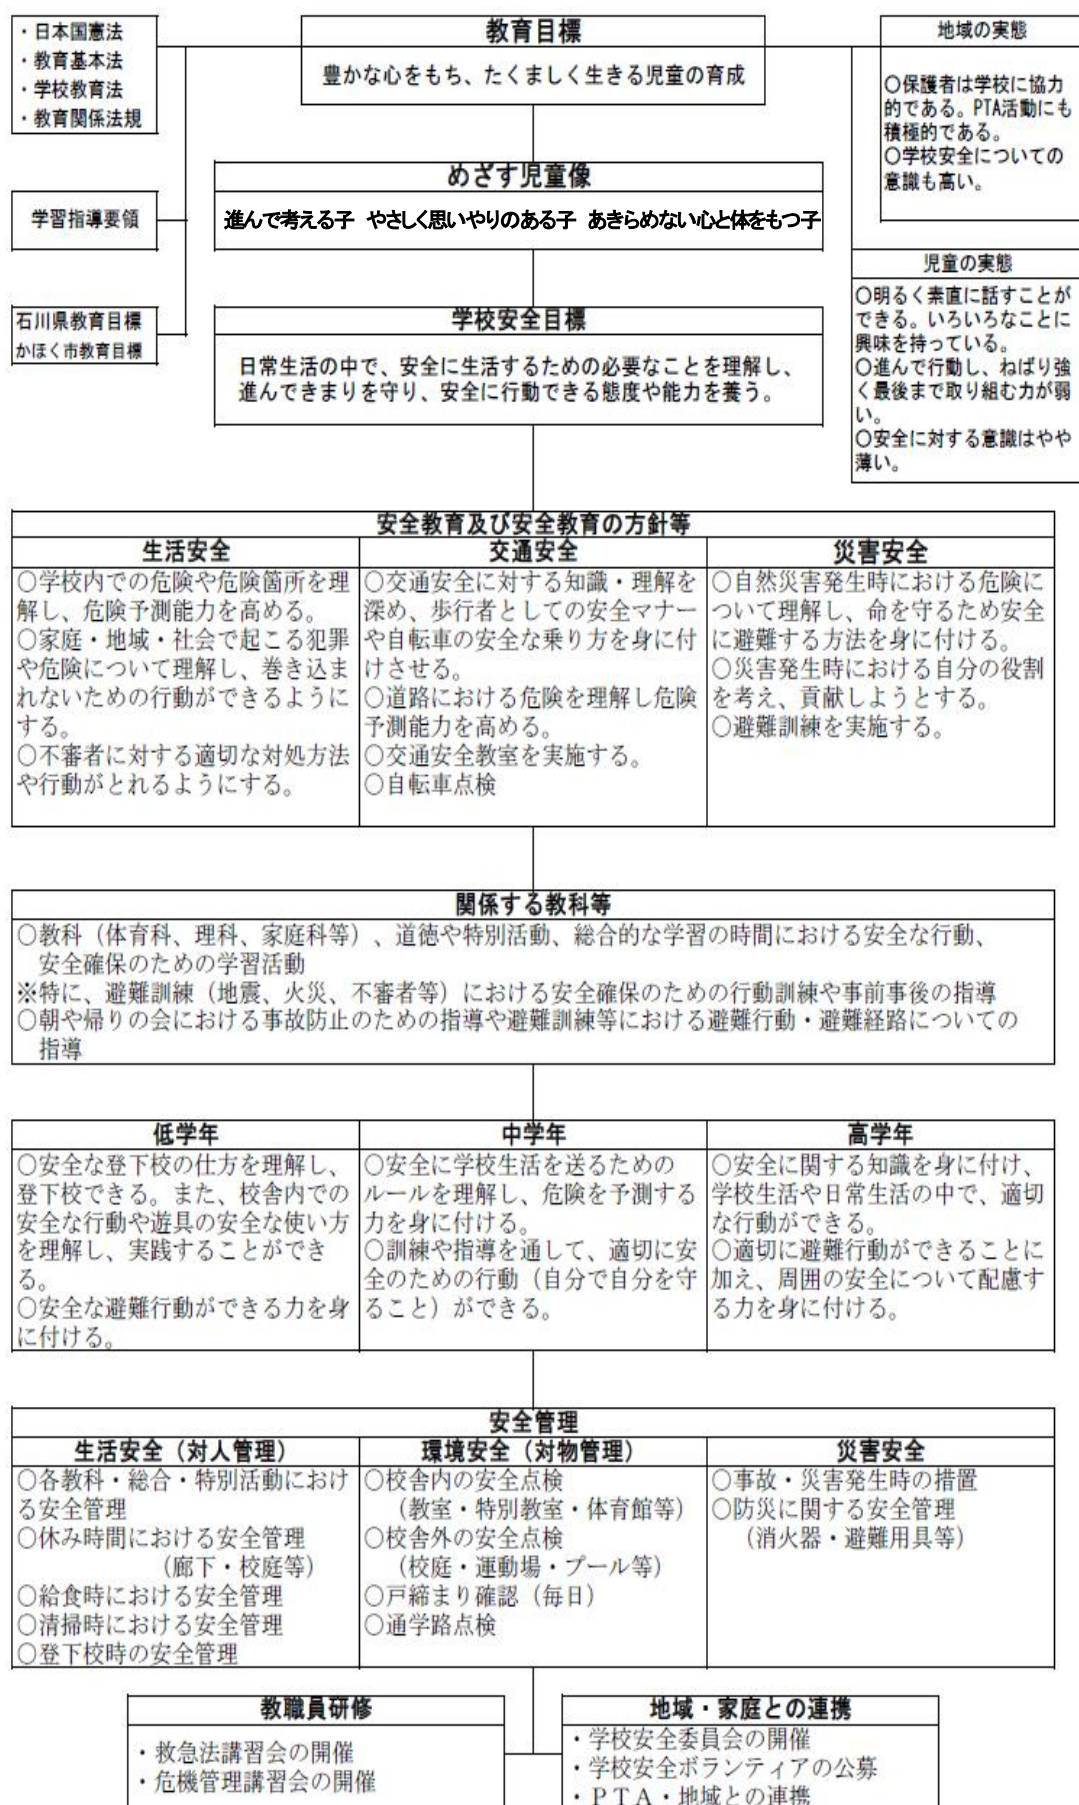 ・日本国憲法
・教育基本法
・学校教育法
・教育関係法規
学習指導要領
石川県教育目標
かほく市教育目標
教育目標
豊かな心をもち、たくましく生きる児童の育成
めざす児童像
進んで考える子　やさしく思いやりのある子　あきらめない心と体をもつ子
学校安全目標
日常生活の中で、安全に生活するための必要なことを理解し、
進んできまりを守り、安全に行動できる態度や能力を養う。
地域の実態
○保護者は学校に協力
的である。PTA活動にも
積極的である。
○学校安全についての
意識も高い。
児童の実態
○明るく素直に話すことが
できる。いろいろなことに
興味を持っている。
○進んで行動し、ねばり強
く最後まで取り組む力が弱
い。
○安全に対する意識はやや
薄い。
安全教育及び安全教育の方針等
生活安全
○学校内での危険や危険箇所を理
解し、危険予測能力を高める。
○家庭・地域・社会で起こる犯罪
や危険について理解し、巻き込ま
れないための行動ができるように
する。
○不審者に対する適切な対処方法
や行動がとれるようにする。
交通安全
○交通安全に対する知識・理解を
深め、歩行者としての安全マナー
や自転車の安全な乗り方を身に付
けさせる。
○道路における危険を理解し危険
予測能力を高める。
○交通安全教室を実施する。
○自転車点検
災害安全
○自然災害発生時における危険に
ついて理解し、命を守るため安全
に避難する方法を身に付ける。
○災害発生時における自分の役割
を考え、貢献しようとする。
○避難訓練を実施する。
関係する教科等
○教科（体育科、理科、家庭科等）、道徳や特別活動、総合的な学習の時間における安全な行動、
安全確保のための学習活動
※特に、避難訓練（地震、火災、不審者等）における安全確保のための行動訓練や事前事後の指導
○朝や帰りの会における事故防止のための指導や避難訓練等における避難行動・避難経路についての
指導
低学年
○安全な登下校の仕方を理解し、
登下校できる。また、校舎内での
安全な行動や遊具の安全な使い方
を理解し、実践することができ
る。
○安全な避難行動ができる力を身
に付ける。
中学年
○安全に学校生活を送るための
ルールを理解し、危険を予測する
力を身に付ける。
○訓練や指導を通して、適切に安
全のための行動（自分で自分を守
ること）ができる。
高学年
○安全に関する知識を身に付け、
学校生活や日常生活の中で、適切
な行動ができる。
○適切に避難行動ができることに
加え、周囲の安全について配慮す
る力を身に付ける。
安全管理
生活安全（対人管理）
○各教科・総合・特別活動におけ
る安全管理
○休み時間における安全管理
（廊下・校庭等）
○給食時における安全管理
○清掃時における安全管理
○登下校時の安全管理
環境安全（対物管理）
○校舎内の安全点検
（教室・特別教室・体育館等）
○校舎外の安全点検
（校庭・運動場・プール等）
○戸締まり確認（毎日）
○通学路点検
災害安全
○事故・災害発生時の措置
○防災に関する安全管理
（消火器・避難用具等）
教職員研修
・救急法講習会の開催
・危機管理講習会の開催
地域・家庭との連携
・学校安全委員会の開催
・学校安全ボランティアの公募
・ＰＴＡ・地域との連携